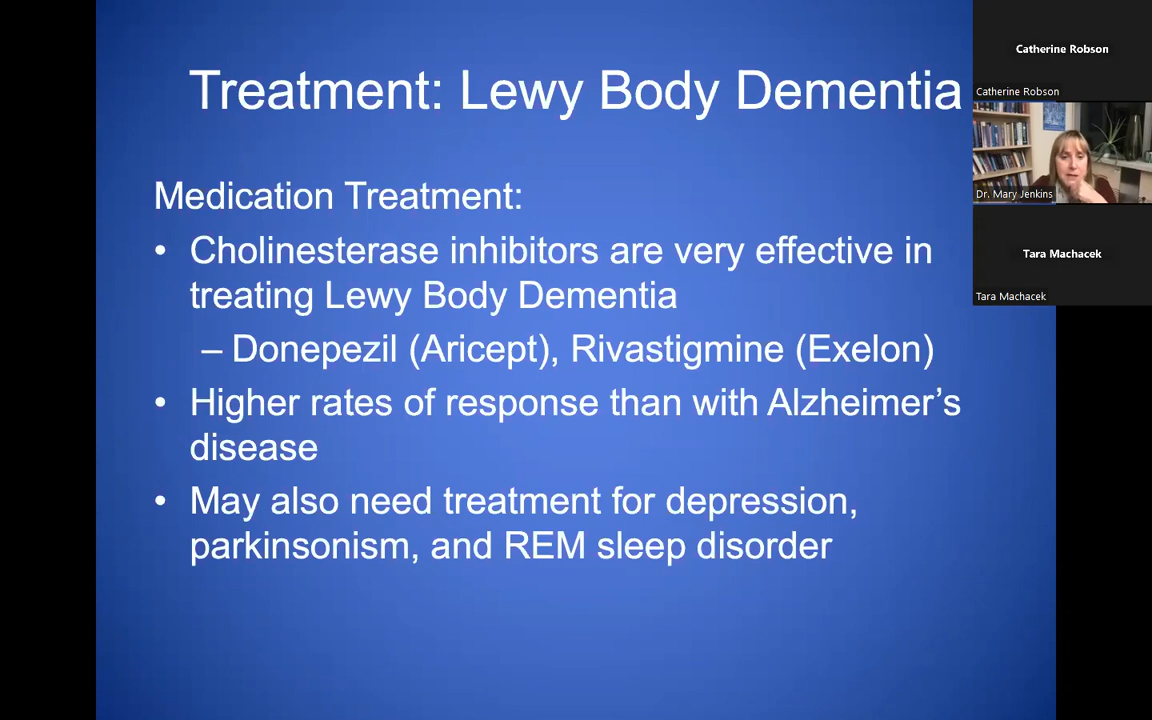 Treatment: Lewy Body Dementia
Medication Treatment:
• Cholinesterase inhibitors are very effective in
treating Lewy Body Dementia
– Donepezil (Aricept), Rivastigmine (Exelon)
• Higher rates of response than with Alzheimer’s
disease
• May also need treatment for depression,
parkinsonism, and REM sleep disorder
Catherine Robson
Catherine Robson
Dr. Mary Jenkins
Tara Machacek
Tara Machacek